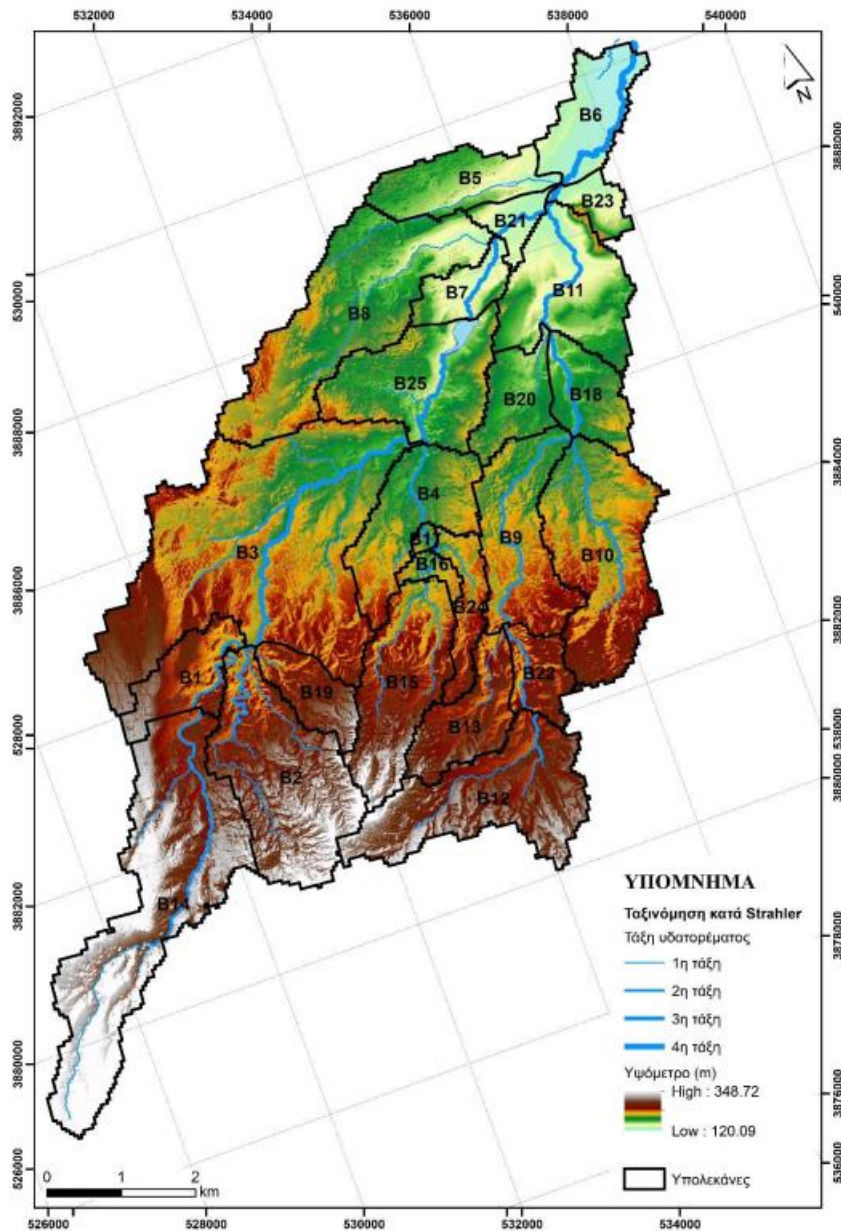 532000
534000
536000
538000
540000
N
3892000
530000
3888000
3886000
528000
3882000
3880000
526000
3888000
540000
3884000
3882000
538000
3880000
3878000
3876000
536000
B6
B5
B23
B21
B11
B7
B8
B25
B20
B18
B4
B17
B3
B9
B16
B10
B24
B1
B15
B22
B19
B13
B2
B12
B14
ΥΠΟΜΝΗΜΑ
Ταξινόμηση κατά Strahler
Τάξη υδατορέματος
1η τάξη
2η τάξη
3η τάξη
4η τάξη
Υψόμετρο (m)
High : 348.72
Low : 120.09
Υπολεκάνες
0 1 2
km
526000
528000
530000
532000
534000